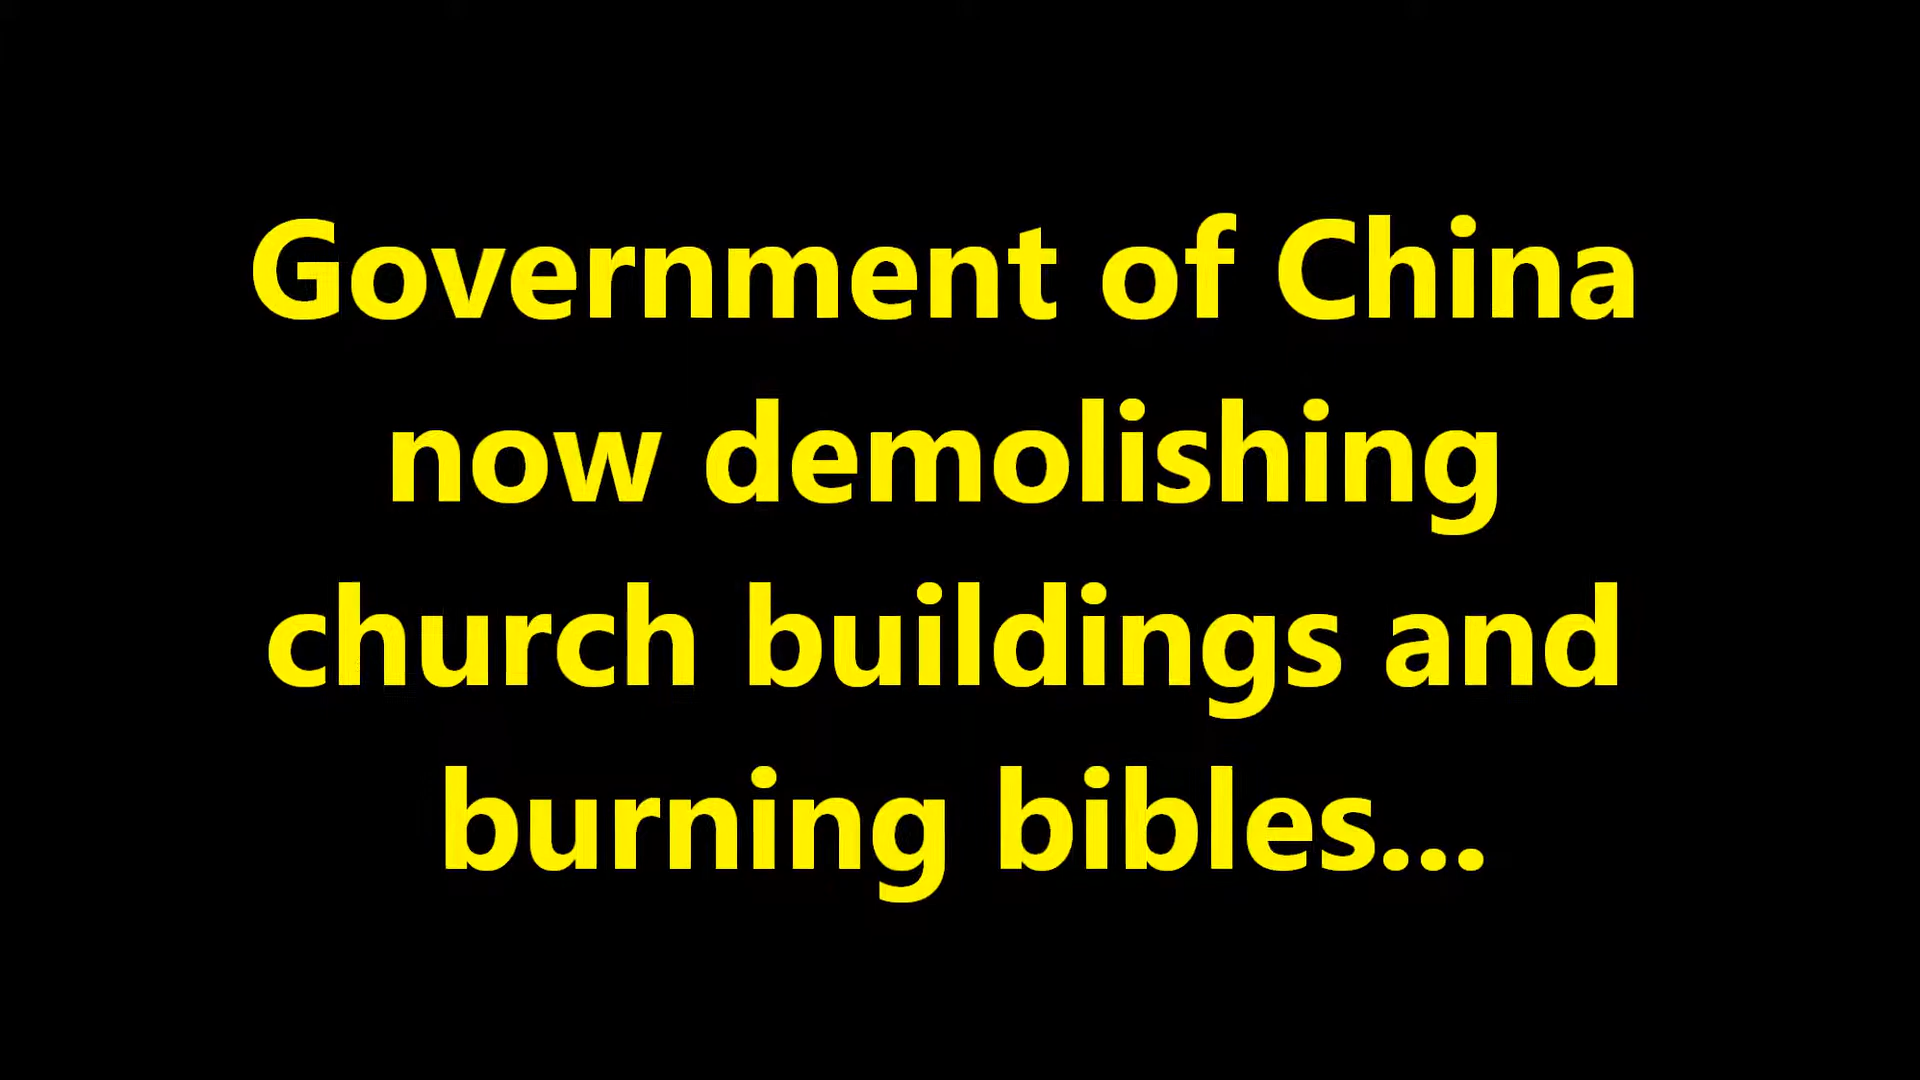 Government of China
now demolishing
church buildings and
burning bibles...